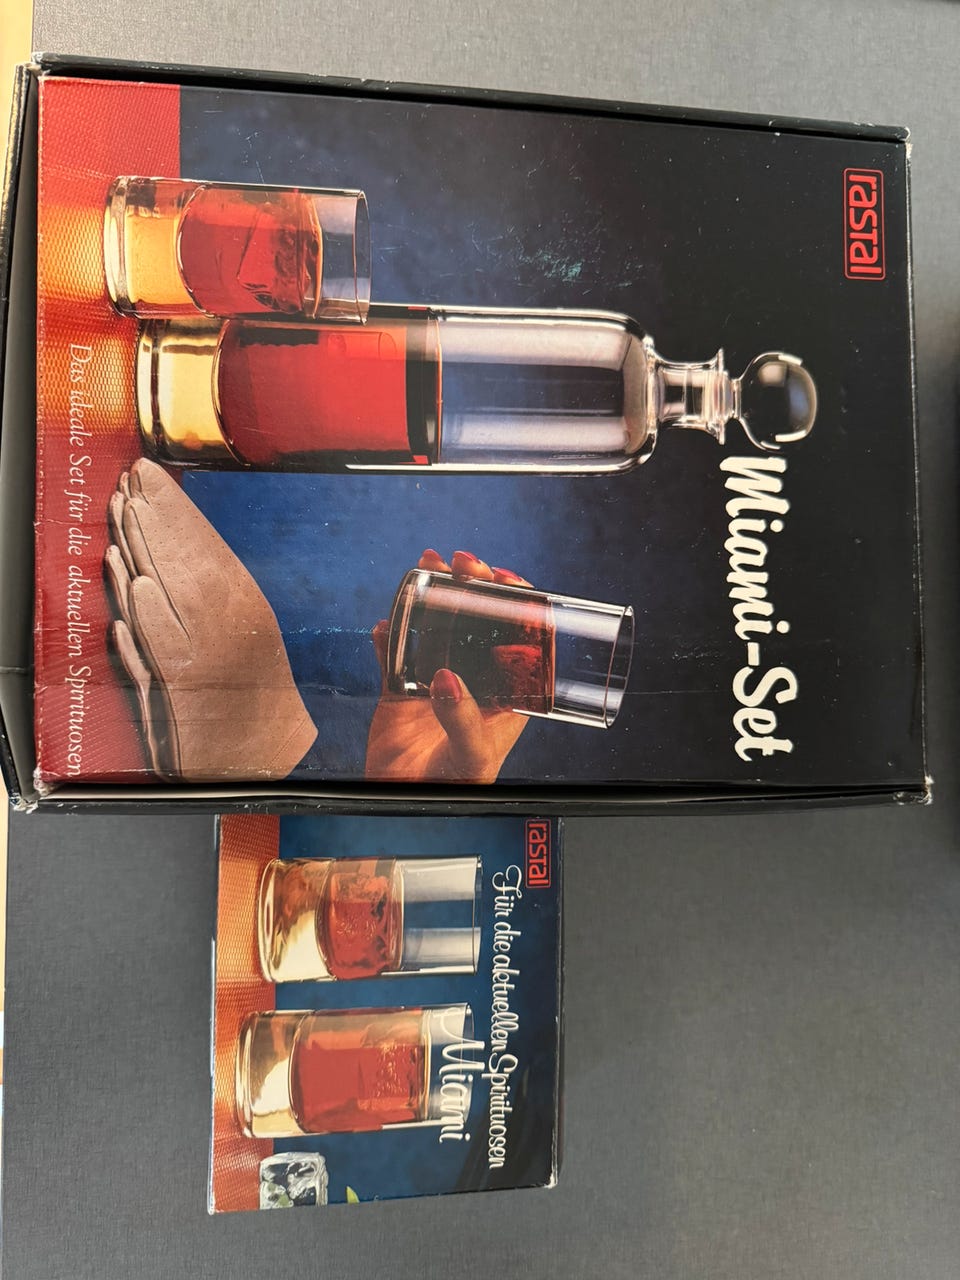 rastal
Miami-Set
Das ideale Set für die aktuellen Spirituosen
rastal
Für die aktuellen Spirituosen
Miami